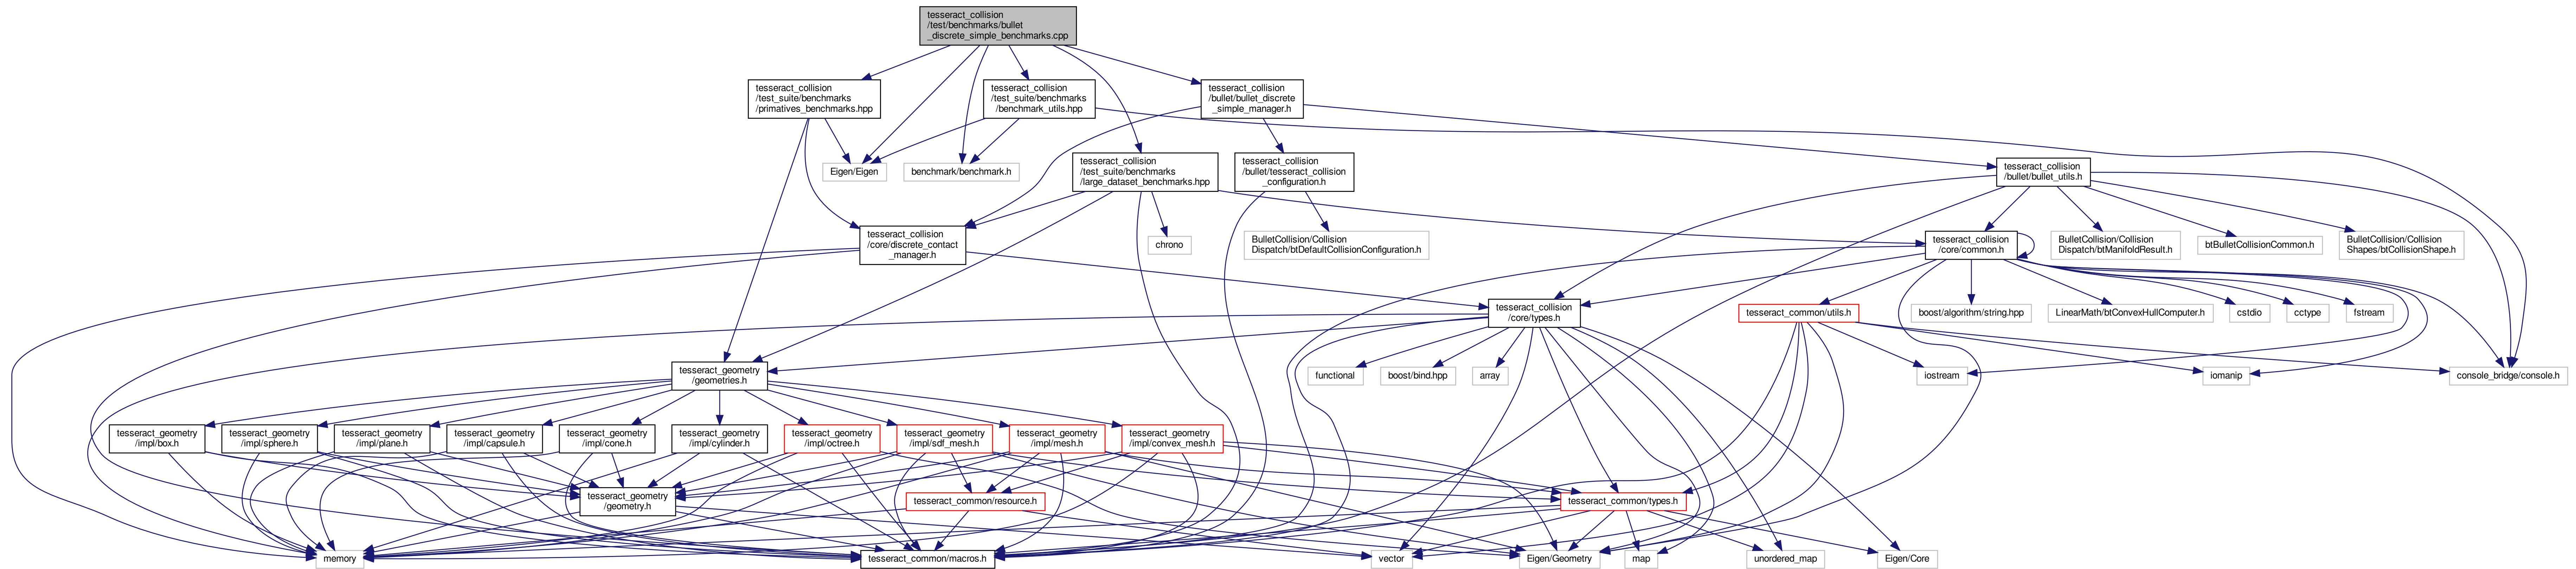 tesseract_collision
/test/benchmarks/bullet
_discrete_simple_benchmarks.cpp
tesseract_collision
/test_suite/benchmarks
/primatives_benchmarks.hpp
tesseract_collision
/test_suite/benchmarks
/benchmark_utils.hpp
tesseract_collision
/bullet/bullet_discrete
_simple_manager.h
Eigen/Eigen
benchmark/benchmark.h
tesseract_collision
/test_suite/benchmarks
/large_dataset_benchmarks.hpp
tesseract_collision
/bullet/tesseract_collision
_configuration.h
tesseract_collision
/bullet/bullet_utils.h
tesseract_collision
/core/discrete_contact
_manager.h
chrono
BulletCollision/Collision
Dispatch/btDefaultCollisionConfiguration.h
tesseract_collision
/core/common.h
BulletCollision/Collision
Dispatch/btManifoldResult.h
btBulletCollisionCommon.h
BulletCollision/Collision
Shapes/btCollisionShape.h
tesseract_collision
/core/types.h
tesseract_common/utils.h
boost/algorithm/string.hpp
LinearMath/btConvexHullComputer.h
cstdio
cctype
fstream
tesseract_geometry
/geometries.h
functional
boost/bind.hpp
array
iostream
iomanip
console_bridge/console.h
tesseract_geometry
/impl/box.h
tesseract_geometry
/impl/sphere.h
tesseract_geometry
/impl/plane.h
tesseract_geometry
/impl/capsule.h
tesseract_geometry
/impl/cone.h
tesseract_geometry
/impl/cylinder.h
tesseract_geometry
/impl/octree.h
tesseract_geometry
/impl/sdf_mesh.h
tesseract_geometry
/impl/mesh.h
tesseract_geometry
/impl/convex_mesh.h
tesseract_geometry
/geometry.h
tesseract_common/resource.h
tesseract_common/types.h
memory
tesseract_common/macros.h
vector
Eigen/Geometry
map
unordered_map
Eigen/Core